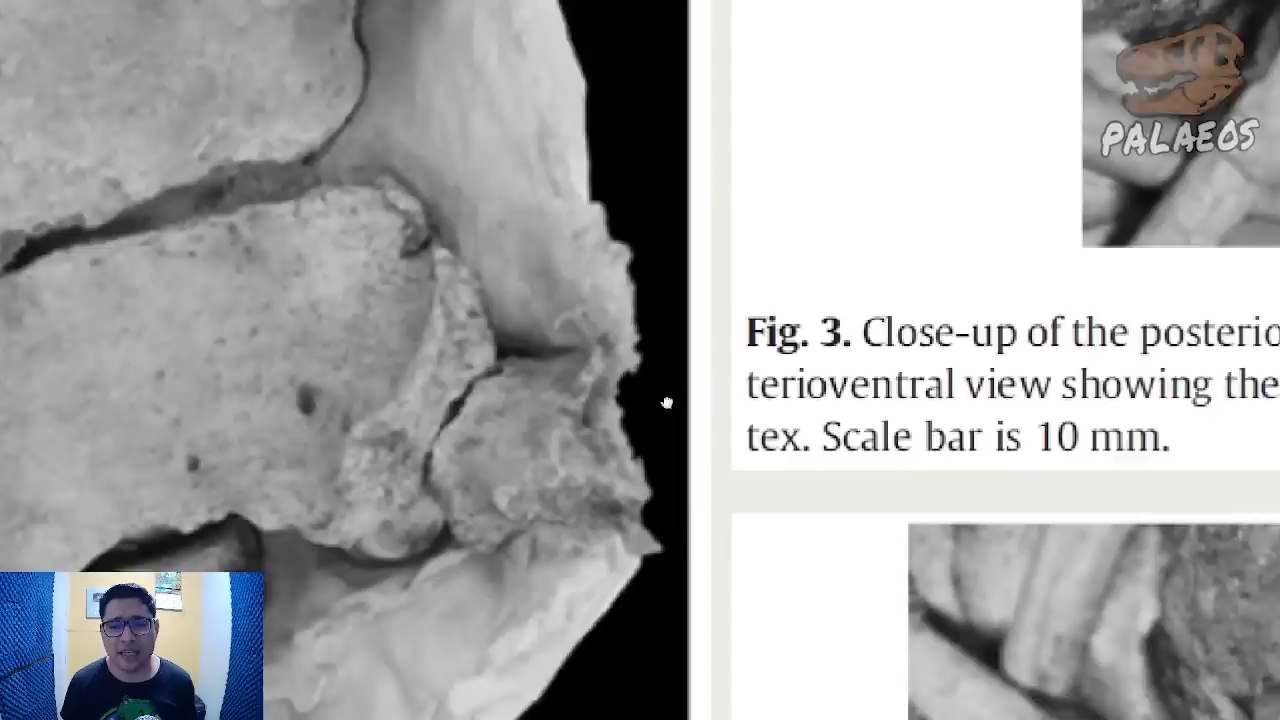 PALAEOS
Fig. 3. Close-up of the posterio
terioventral view showing the
tex. Scale bar is 10 mm.